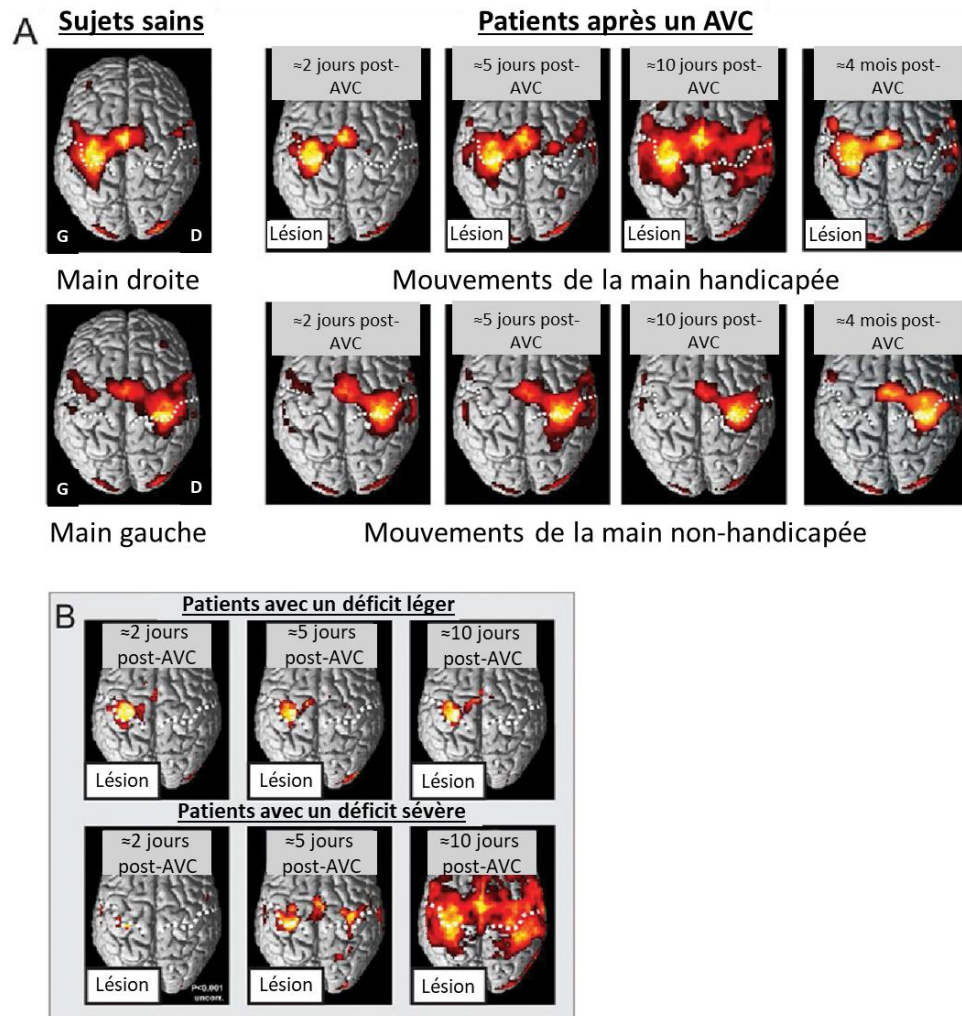 A
Sujets sains
Patients après un AVC
≈2 jours post-
AVC
≈5 jours post-
AVC
≈10 jours post-
AVC
≈4 mois post-
AVC
G D
Lésion
Lésion
Lésion
Lésion
Main droite
Mouvements de la main handicapée
≈2 jours post-
AVC
≈5 jours post-
AVC
≈10 jours post-
AVC
≈4 mois post-
AVC
G D
Main gauche
Mouvements de la main non-handicapée
B
Patients avec un déficit léger
≈2 jours
post-AVC
≈5 jours
post-AVC
≈10 jours
post-AVC
Lésion
Lésion
Lésion
Patients avec un déficit sévère
≈2 jours
post-AVC
≈5 jours
post-AVC
≈10 jours
post-AVC
Lésion
P<0.001
uncorr.
Lésion
Lésion